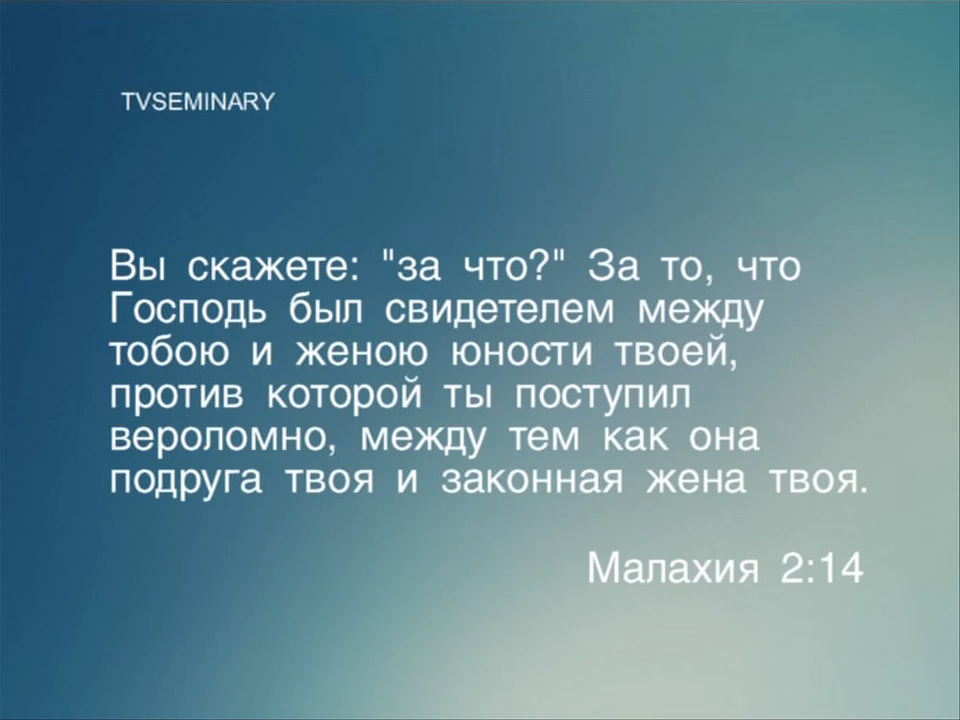 TVSEMINARY
Вы скажете: "за что?" За то, что
Господь был свидетелем между
тобою и женою юности твоей,
против которой ты поступил
вероломно, между тем как она
подруга твоя и законная жена твоя.
Малахия 2:14